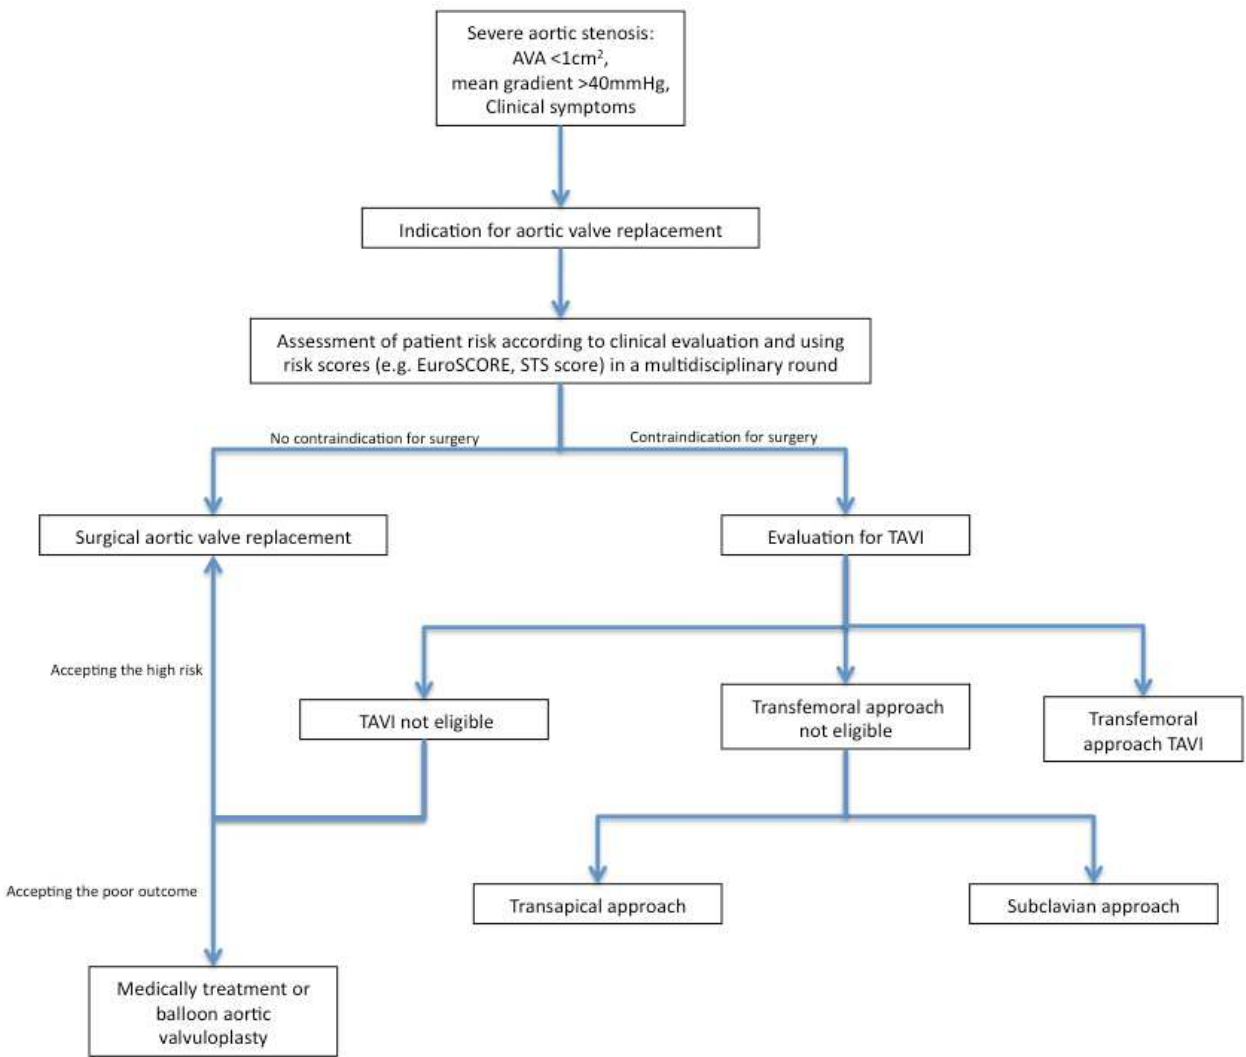 Severe aortic stenosis:
AVA <1cm²,
mean gradient >40mmHg,
Clinical symptoms
Indication for aortic valve replacement
Assessment of patient risk according to clinical evaluation and using
risk scores (e.g. EuroSCORE, STS score) in a multidisciplinary round
No contraindication for surgery
Contraindication for surgery
Surgical aortic valve replacement
Evaluation for TAVI
Accepting the high risk
TAVI not eligible
Transfemoral approach
not eligible
Transfemoral
approach TAVI
Accepting the poor outcome
Transapical approach
Subclavian approach
Medically treatment or
balloon aortic
valvuloplasty